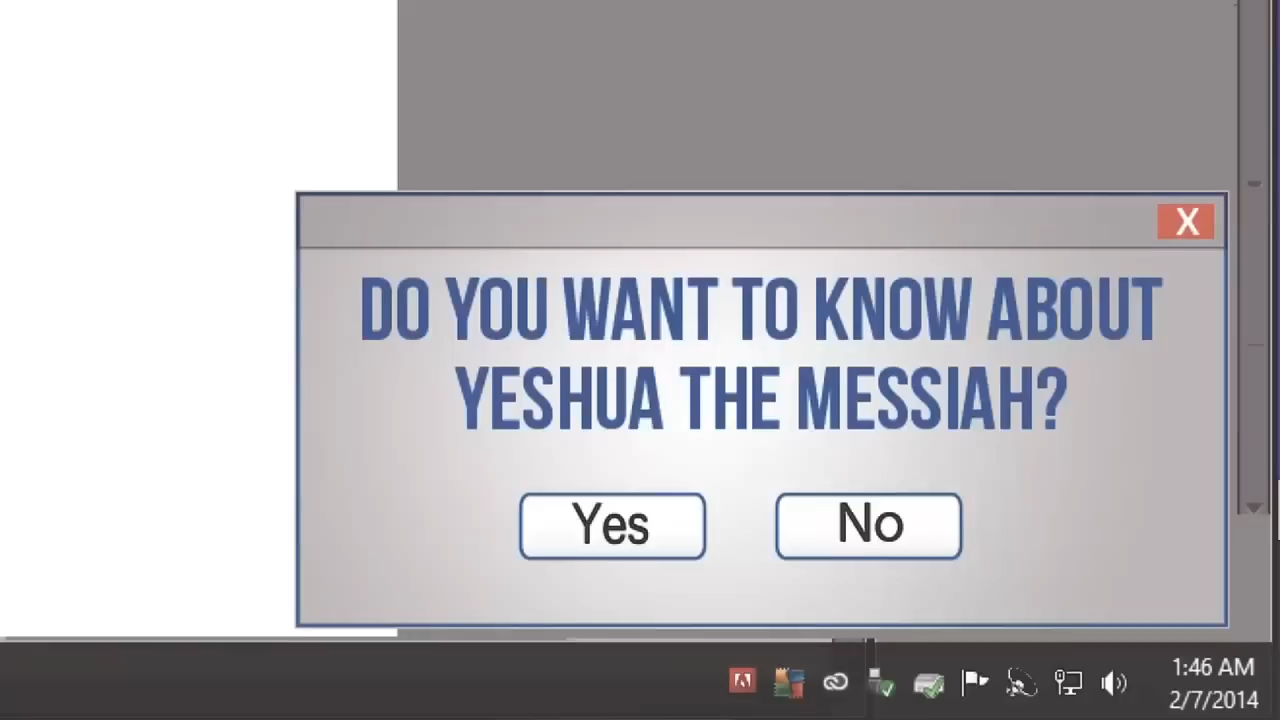 X
DO YOU WANT TO KNOW ABOUT
YESHUA THE MESSIAH?
Yes No
1:46 AM
2/7/2014